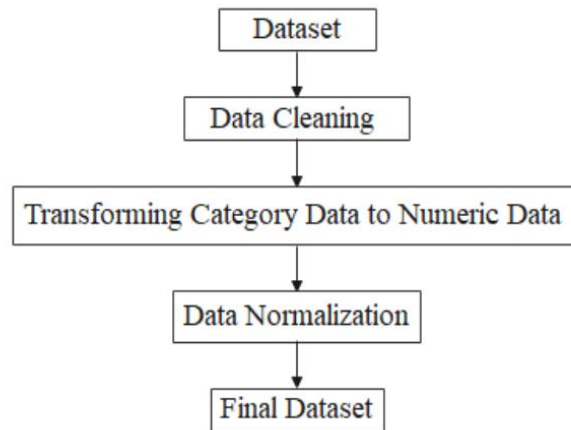 Dataset
Data Cleaning
Transforming Category Data to Numeric Data
Data Normalization
Final Dataset